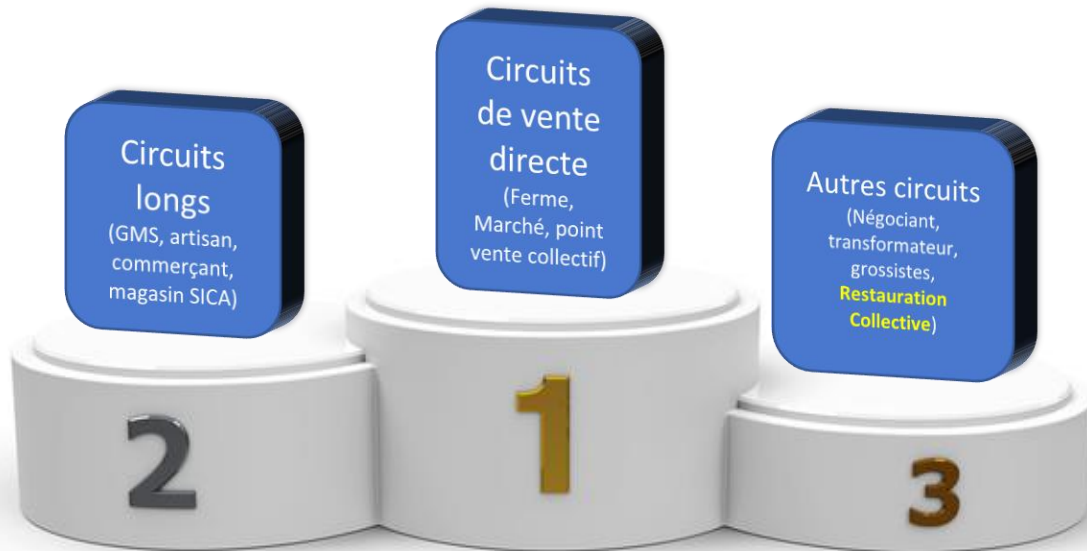 Circuits
longs
(GMS, artisan,
commerçant,
magasin SICA)
2
Circuits
de vente
directe
(Ferme,
Marché, point
vente collectif)
1
Autres circuits
(Négociant,
transformateur,
grossistes,
Restauration
Collective)
3